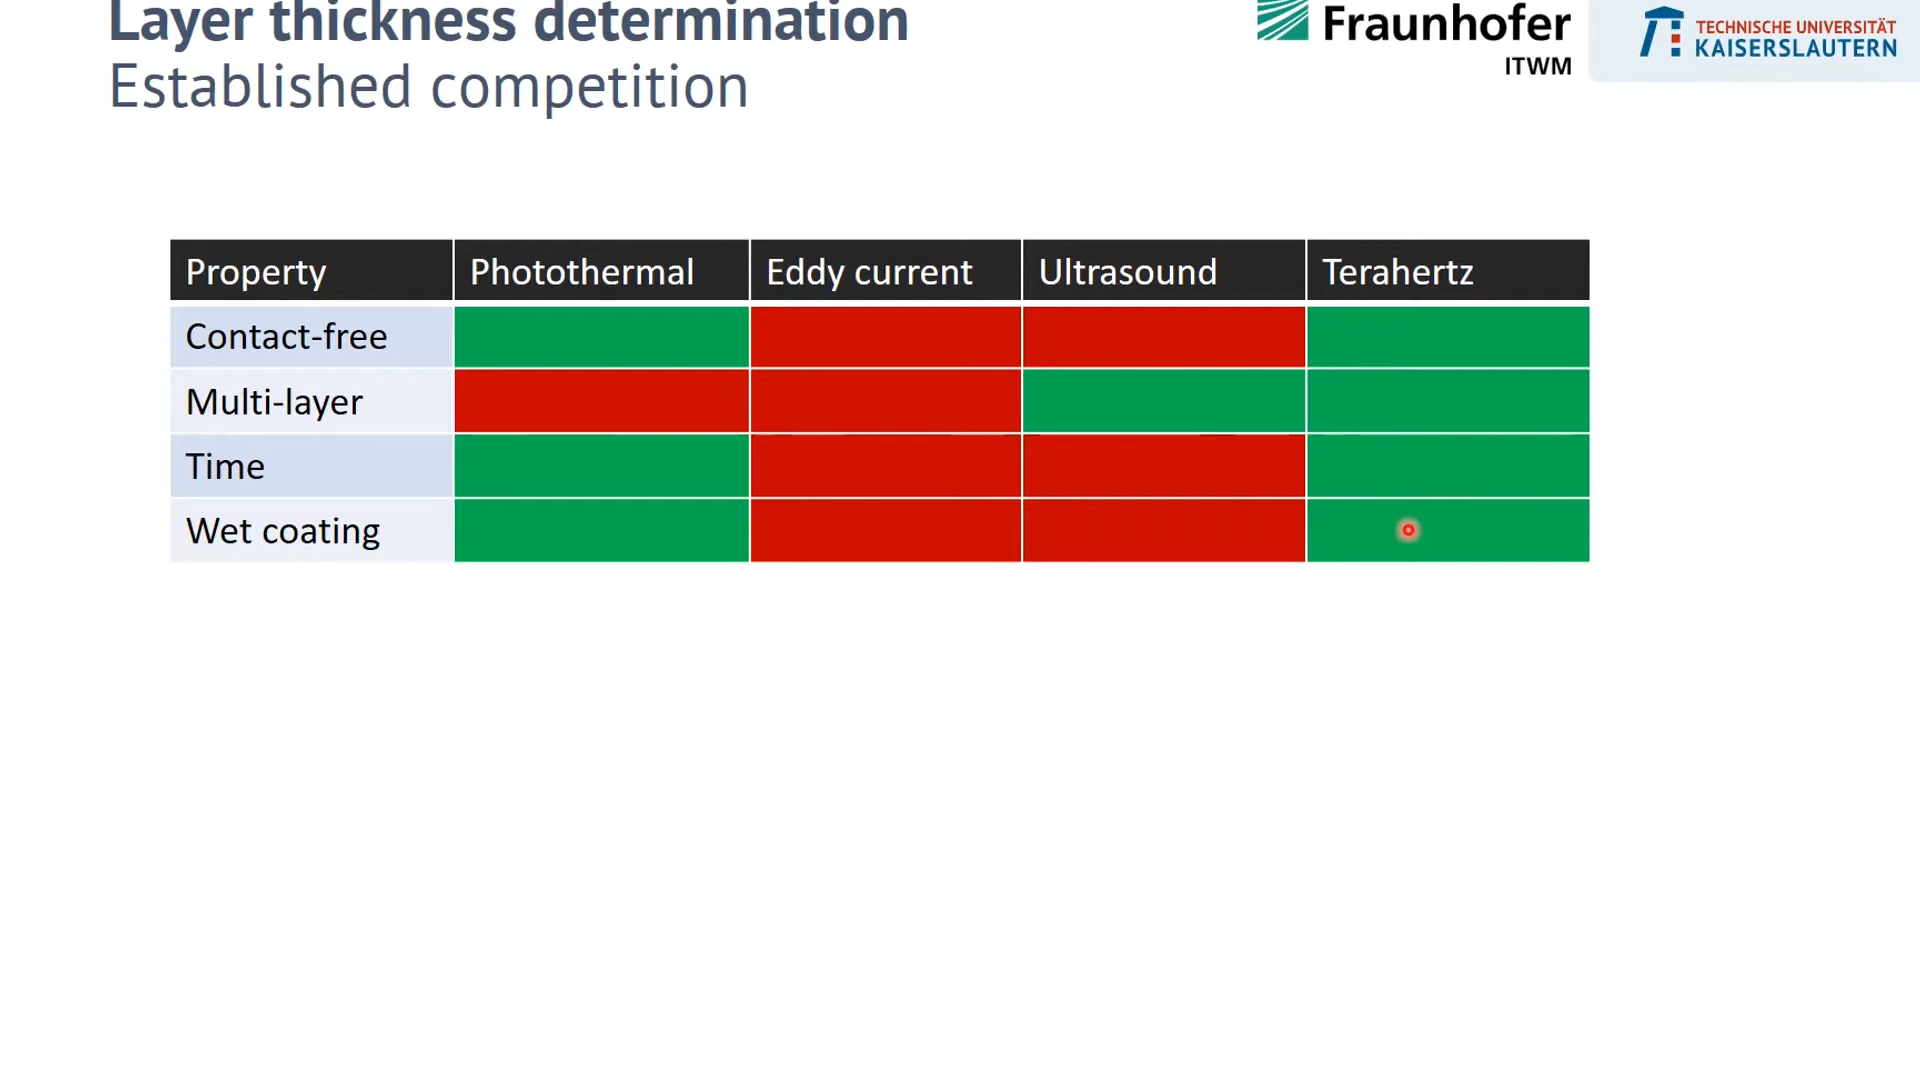 Layer thickness determination
Established competition
Fraunhofer
ITWM
TECHNISCHE UNIVERSITÄT
KAISERSLAUTERN
Property Photothermal Eddy current Ultrasound Terahertz
Contact-free
Multi-layer
Time
Wet coating